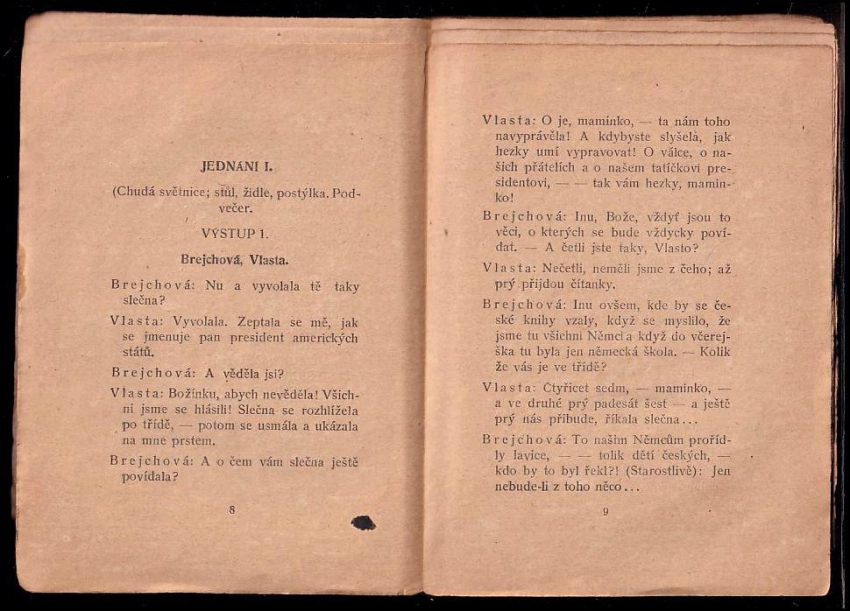 JEDNÁNÍ I.
(Chudá světnice; stůl, židle, postýlka. Pod-
večer.
VÝSTUP 1.
Brejchová, Vlasta.
Brejchová: Nu a vyvolala tě taky
slečna?
Vlasta: Vyvolala. Zeptala se mě, jak
se jmenuje pan president amerických
států.
Brejchová: A věděla jsi?
Vlasta: Božínku, abych nevěděla! Všich-
ni jsme se hlásili! Slečna se rozhlížela
po třídě, — potom se usmála a ukázala
na mne prstem.
Brejchová: A o čem vám slečna ještě
povídala?
8
Vlasta: O je, maminko, — ta nám toho
navyprávěla! A kdybyste slyšela, jak
hezky umí vypravovat! O válce, o na-
šich přátelích a o našem tatíčkovi pre-
sidentovi, — — tak vám hezky, mamin-
ko!
Brejchová: Inu, Bože, vždyť jsou to
věci, o kterých se bude vždycky poví-
dat. — A četli jste taky, Vlasto?
Vlasta: Nečetli, neměli jsme z čeho; až
prý přijdou čítanky.
Brejchová: Inu ovšem, kde by se če-
ské knihy vzaly, když se myslilo, že
jsme tu všichni Němci a když do včerej-
ška tu byla jen německá škola. — Kolik
že vás je ve třídě?
Vlasta: Čtyřicet sedm, — maminko, —
a ve druhé prý padesát šest — a ještě
prý nás přibude, říkala slečna...
Brejchová: To našim Němcům proříd-
ly lavice, — — tolik dětí českých, —
kdo by to byl řekl?! (Starostlivě): Jen
nebude-li z toho něco...
9